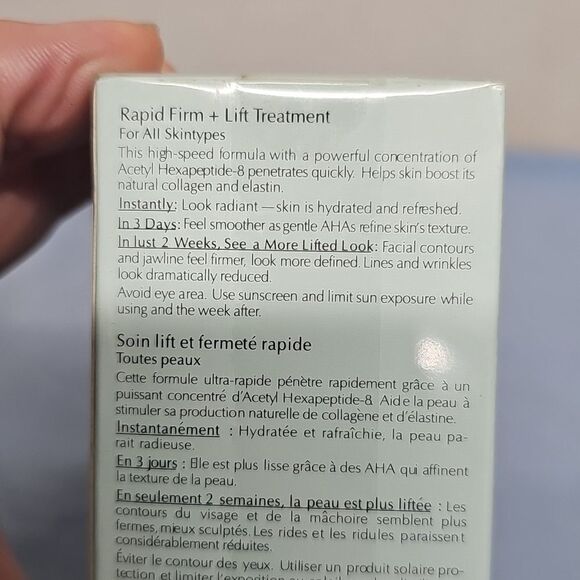 Rapid Firm + Lift Treatment
For All Skintypes
This high-speed formula with a powerful concentration of
Acetyl Hexapeptide-8 penetrates quickly. Helps skin boost its
natural collagen and elastin.
Instantly: Look radiant—skin is hydrated and refreshed.
In 3 Days: Feel smoother as gentle AHAs refine skin's texture.
In Just 2 Weeks, See a More Lifted Look: Facial contours
and jawline feel firmer, look more defined. Lines and wrinkles
look dramatically reduced.
Avoid eye area. Use sunscreen and limit sun exposure while
using and the week after.
Soin lift et fermeté rapide
Toutes peaux
Cette formule ultra-rapide pénètre rapidement grâce à un
puissant concentré d'Acetyl Hexapeptide-8. Aide la peau à
stimuler sa production naturelle de collagène et d'élastine.
Instantanément : Hydratée et rafraîchie, la peau pa-
rait radieuse.
En 3 jours : Elle est plus lisse grâce à des AHA qui affinent
la texture de la peau.
En seulement 2 semaines, la peau est plus liftée : Les
contours du visage et de la mâchoire semblent plus
fermes, mieux sculptés. Les rides et les ridules paraissent
considérablement réduites.
Éviter le contour des yeux. Utiliser un produit solaire pro-
tection et limiter l'exposition au soleil